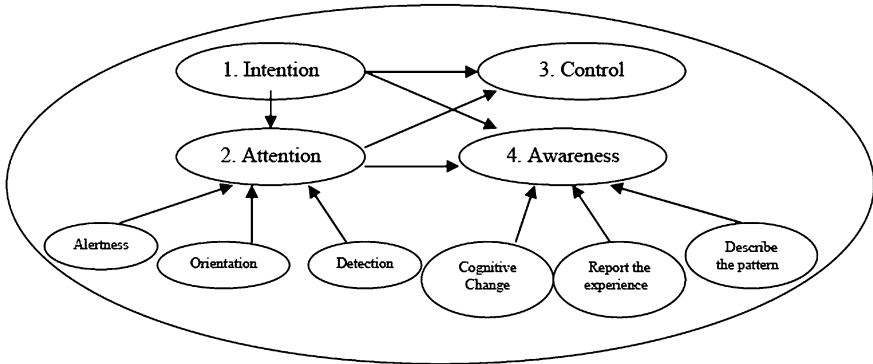 1. Intention
3. Control
2. Attention
4. Awareness
Alertness
Orientation
Detection
Cognitive
Change
Report the
experience
Describe
the pattern